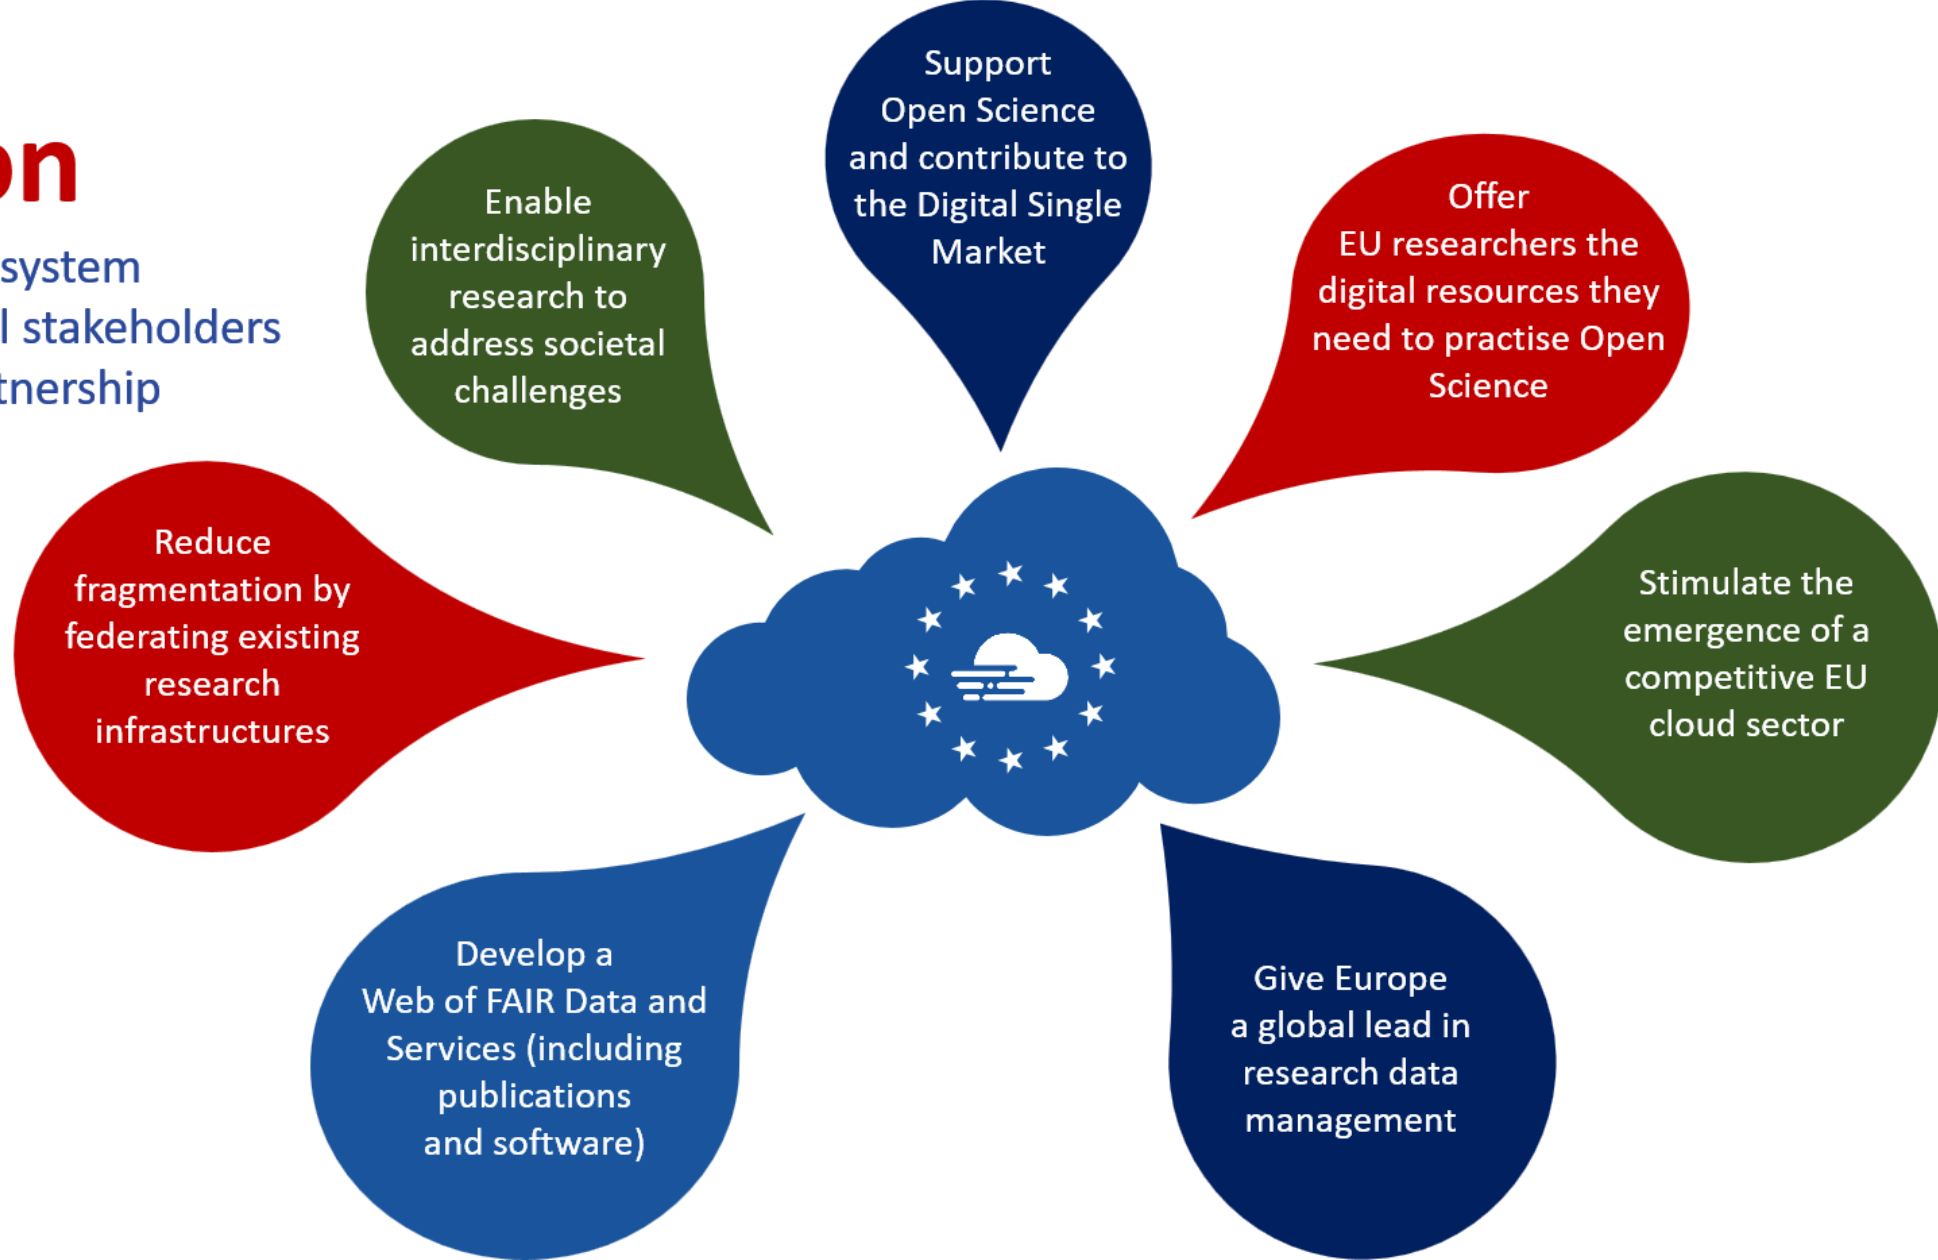 on
system
l stakeholders
tnership
Support
Open Science
and contribute to
the Digital Single
Market
Enable
interdisciplinary
research to
address societal
challenges
Offer
EU researchers the
digital resources they
need to practise Open
Science
Reduce
fragmentation by
federating existing
research
infrastructures
Stimulate the
emergence of a
competitive EU
cloud sector
Develop a
Web of FAIR Data and
Services (including
publications
and software)
Give Europe
a global lead in
research data
management